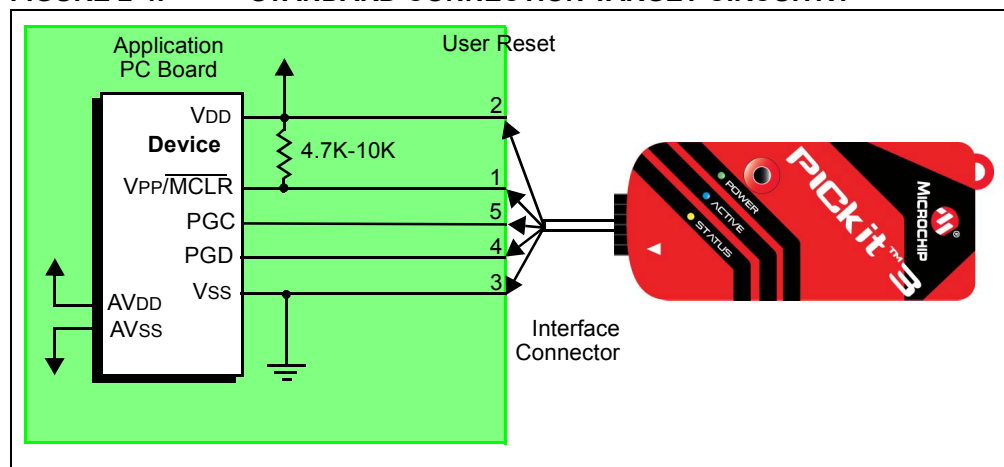 Application
PC Board
User Reset
VDD
2
Device
4.7K-10K
VPP/MCLR
1
PGC
5
PGD
4
VSS
3
AVDD
AVSS
Interface
Connector
POWER
ACTIVE
STATUS
PICkit™ 3
MICROCHIP
®